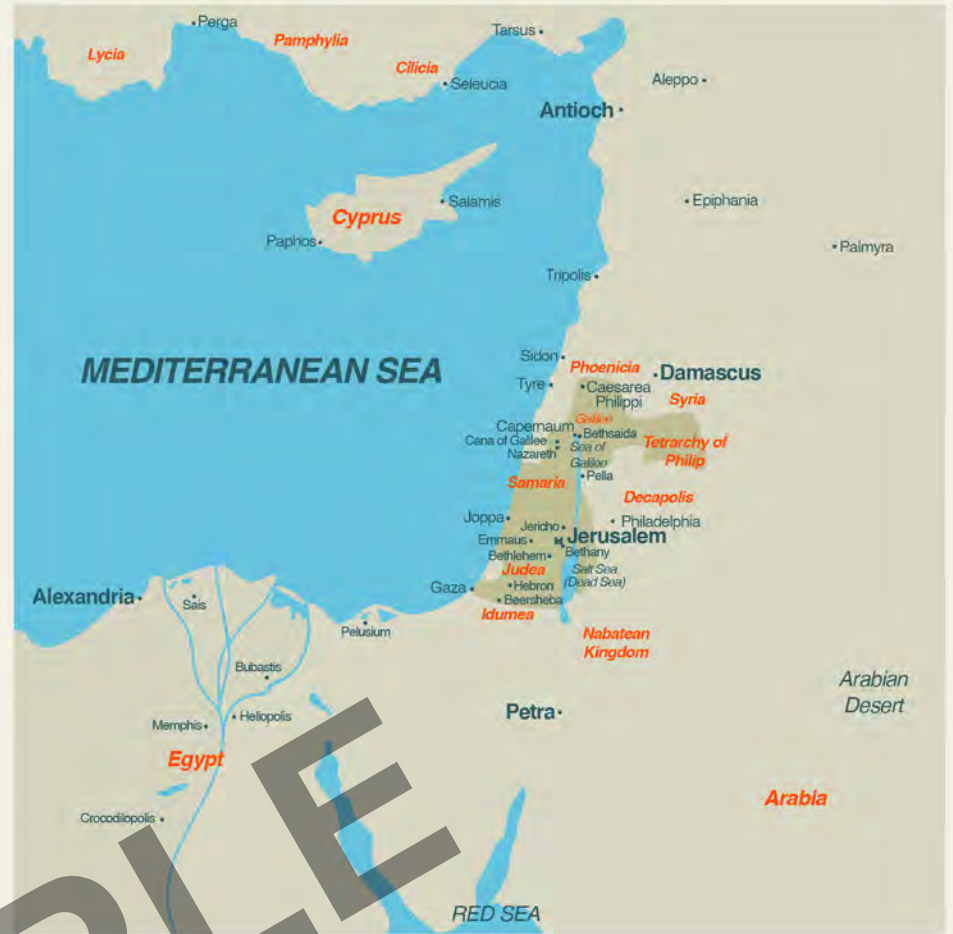 Perga
Tarsus
Lycia
Pamphylia
Cilicia
Seleucia
Aleppo
Antioch
Salamis
Epiphania
Cyprus
Paphos
Palmyra
Tripolis
MEDITERRANEAN SEA
Sidon
Phoenicia
Damascus
Tyre
Caesarea
Philippi
Syria
Galilee
Capernaum
Bethsaida
Cana of Galilee
Sea of
Galilee
Nazareth
Tetrarchy of
Philip
Pella
Samaria
Decapolis
Joppa
Jericho
Philadelphia
Emmaus
Jerusalem
Bethlehem
Bethany
Judea
Salt Sea
(Dead Sea)
Gaza
Hebron
Beersheba
Idumea
Alexandria
Sais
Pelusium
Nabatean
Kingdom
Bubastis
Arabian
Desert
Petra
Memphis
Heliopolis
Egypt
Arabia
Crocodilopolis
RED SEA
PLE